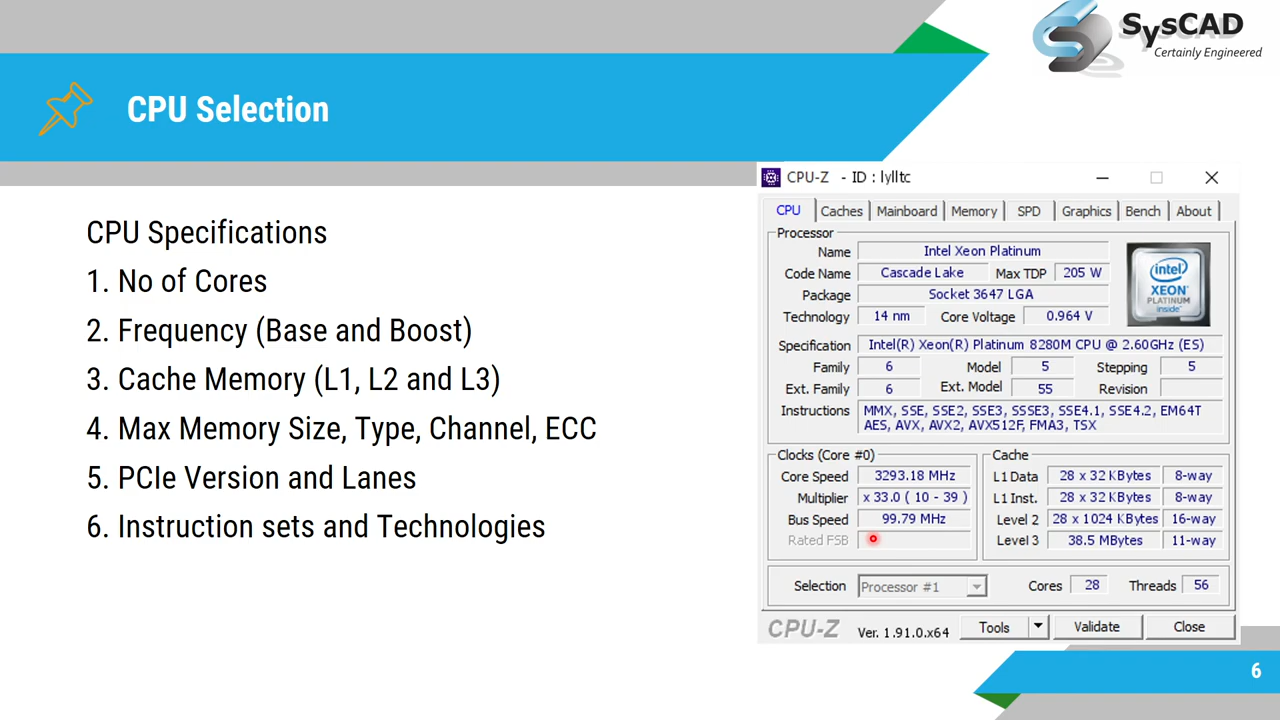 SysCAD
Certainly Engineered
CPU Selection
CPU Specifications
1. No of Cores
2. Frequency (Base and Boost)
3. Cache Memory (L1, L2 and L3)
4. Max Memory Size, Type, Channel, ECC
5. PCIe Version and Lanes
6. Instruction sets and Technologies
CPU-Z - ID : lylltc
CPU Caches Mainboard Memory SPD Graphics Bench About
Processor
Name Intel Xeon Platinum
Code Name Cascade Lake Max TDP 205 W
Package Socket 3647 LGA
Technology 14 nm Core Voltage 0.964 V
intel
XEON
PLATINUM
inside™
Specification Intel(R) Xeon(R) Platinum 8280M CPU @ 2.60GHz (ES)
Family 6 Model 5 Stepping 5
Ext. Family 6 Ext. Model 55 Revision
Instructions MMX, SSE, SSE2, SSE3, SSSE3, SSE4.1, SSE4.2, EM64T
AES, AVX, AVX2, AVX512F, FMA3, TSX
Clocks (Core #0)
Core Speed 3293.18 MHz
Multiplier x 33.0 ( 10 - 39 )
Bus Speed 99.79 MHz
Rated FSB
Cache
L1 Data 28 x 32 KBytes 8-way
L1 Inst. 28 x 32 KBytes 8-way
Level 2 28 x 1024 KBytes 16-way
Level 3 38.5 MBytes 11-way
Selection Processor #1 Cores 28 Threads 56
CPU-Z Ver. 1.91.0.x64 Tools Validate Close
6